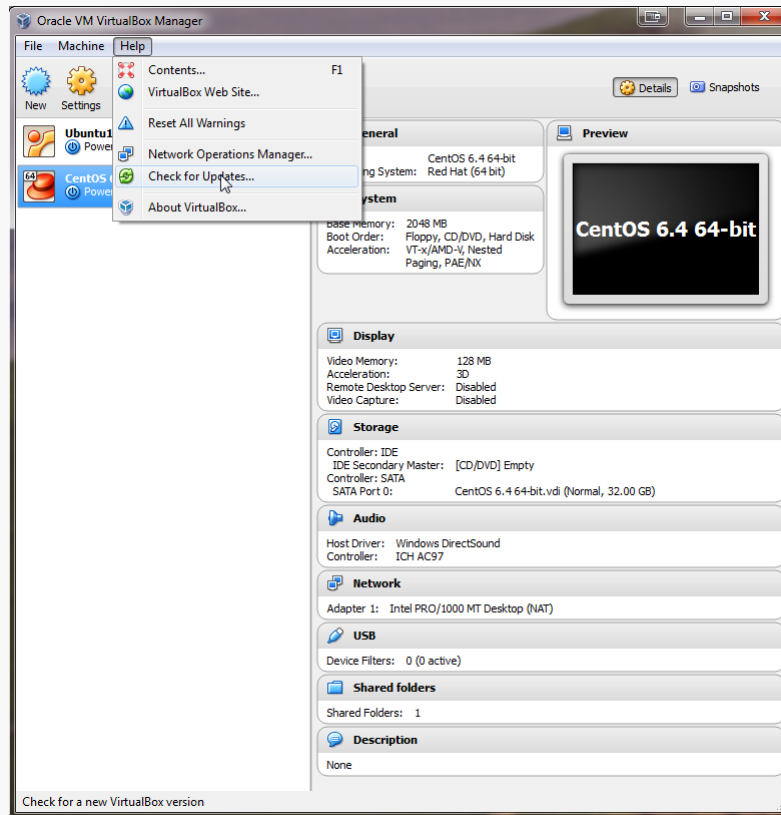 Oracle VM VirtualBox Manager
File Machine Help
New Settings
Contents... F1
VirtualBox Web Site...
Reset All Warnings
Network Operations Manager...
Check for Updates...
About VirtualBox...
Details Snapshots
Ubuntu1
Power
64 CentOS 6
Power
eneral
CentOS 6.4 64-bit
ng System: Red Hat (64 bit)
ystem
Base Memory: 2048 MB
Boot Order: Floppy, CD/DVD, Hard Disk
Acceleration: VT-x/AMD-V, Nested
Paging, PAE/NX
Preview
CentOS 6.4 64-bit
Display
Video Memory: 128 MB
Acceleration: 3D
Remote Desktop Server: Disabled
Video Capture: Disabled
Storage
Controller: IDE
IDE Secondary Master: [CD/DVD] Empty
Controller: SATA
SATA Port 0: CentOS 6.4 64-bit.vdi (Normal, 32.00 GB)
Audio
Host Driver: Windows DirectSound
Controller: ICH AC97
Network
Adapter 1: Intel PRO/1000 MT Desktop (NAT)
USB
Device Filters: 0 (0 active)
Shared folders
Shared Folders: 1
Description
None
Check for a new VirtualBox version